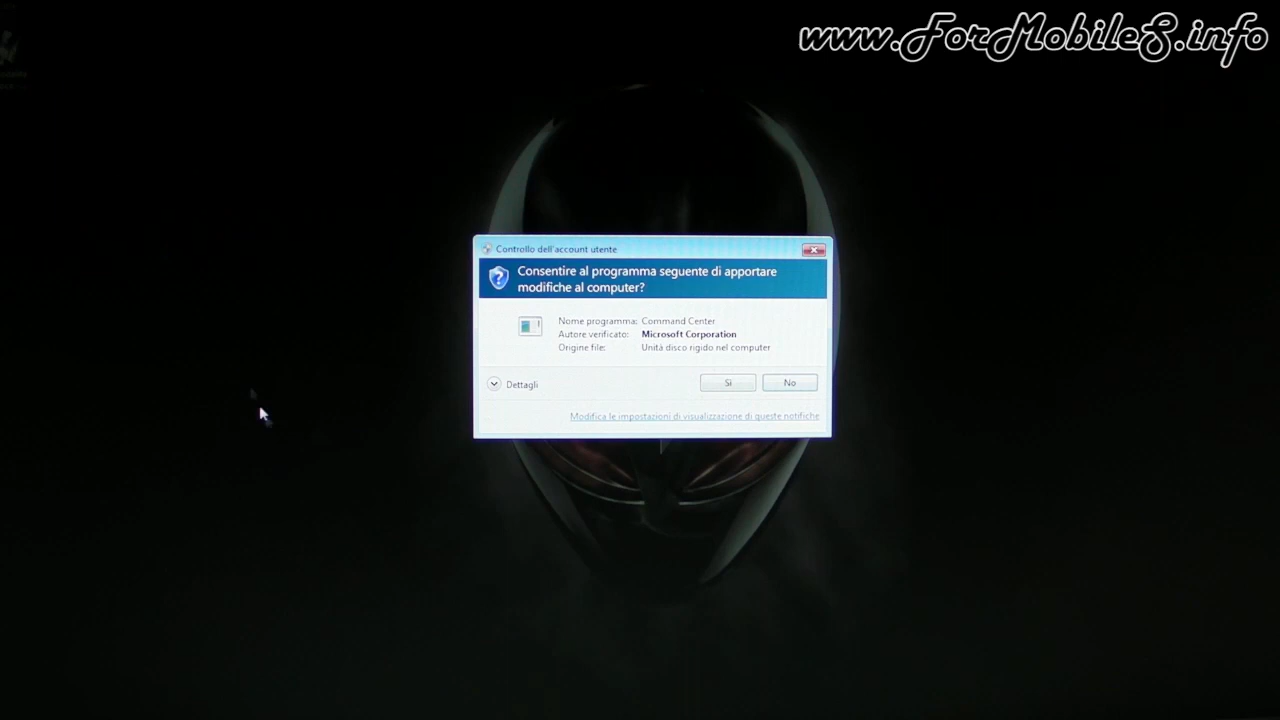 www.ForMobileS.info
Controllo dell'account utente
Consentire al programma seguente di apportare
modifiche al computer?
Nome programma: Command Center
Autore verificato: Microsoft Corporation
Origine file: Unità disco rigido nel computer
Dettagli
Sì
No
Modifica le impostazioni di visualizzazione di queste notifiche